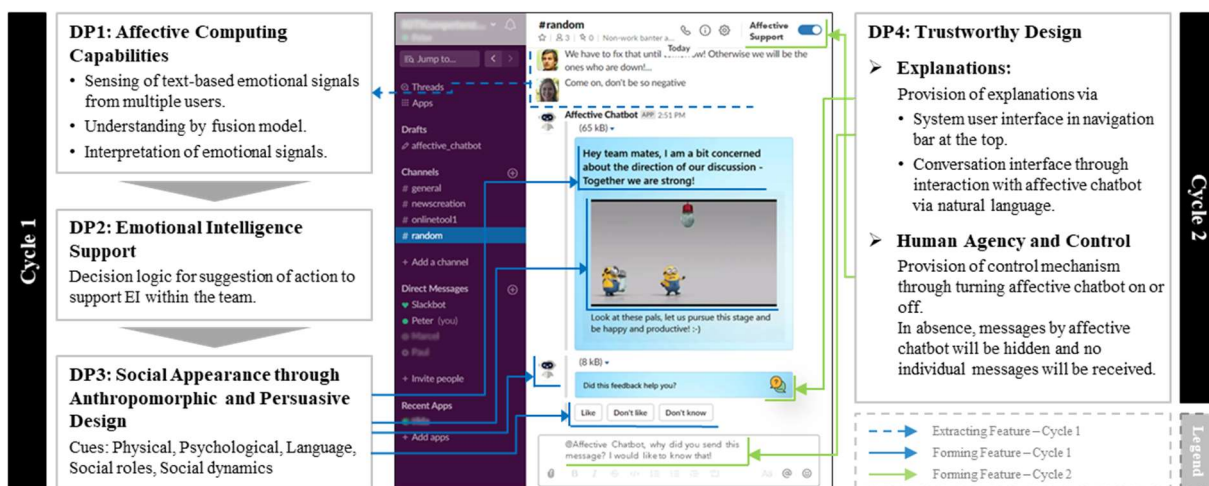 Cycle 1
DP1: Affective Computing
Capabilities
• Sensing of text-based emotional signals
from multiple users.
• Understanding by fusion model.
• Interpretation of emotional signals.
DP2: Emotional Intelligence
Support
Decision logic for suggestion of action to
support EI within the team.
DP3: Social Appearance through
Anthropomorphic and Persuasive
Design
Cues: Physical, Psychological, Language,
Social roles, Social dynamics
Jump to...
Threads
Apps
Drafts
affective_chatbot
Channels
# general
# newscreation
# onlinetool1
# random
+ Add a channel
Direct Messages
Slackbot
Peter (you)
+ Invite people
Recent Apps
+ Add apps
#random
3 | 0 | Non-work banter a...
Affective
Support
Today
We have to fix that until! Otherwise we will be the
ones who are down!...
Come on, don't be so negative
Affective Chatbot APP 2:51 PM
(65 kB)
Hey team mates, I am a bit concerned
about the direction of our discussion -
Together we are strong!
Look at these pals, let us pursue this stage and
be happy and productive! :-)
(8 kB)
Did this feedback help you?
Like Don't like Don't know
@Affective Chatbot, why did you send this
message? I would like to know that!
Aa @
DP4: Trustworthy Design
➤ Explanations:
Provision of explanations via
• System user interface in navigation
bar at the top.
• Conversation interface through
interaction with affective chatbot
via natural language.
➤ Human Agency and Control
Provision of control mechanism
through turning affective chatbot on or
off.
In absence, messages by affective
chatbot will be hidden and no
individual messages will be received.
Cycle 2
Extracting Feature – Cycle 1
Forming Feature – Cycle 1
Forming Feature – Cycle 2
Legend